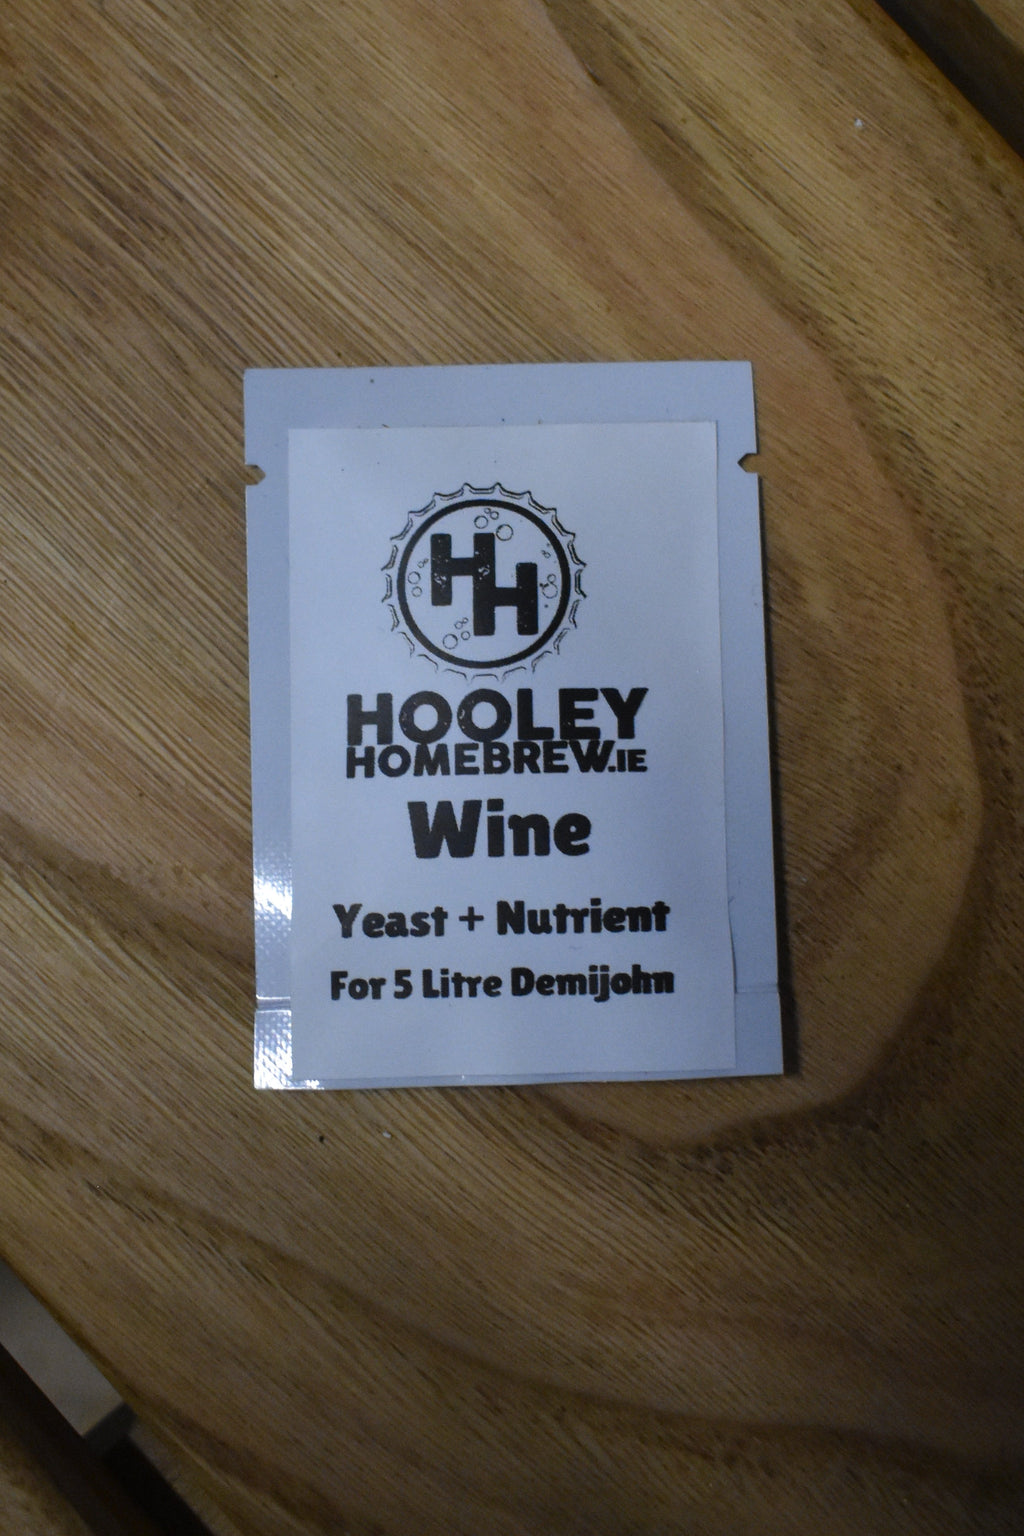 HH
HOOLEY
HOMEBREW.IE
Wine
Yeast + Nutrient
For 5 Litre Demijohn